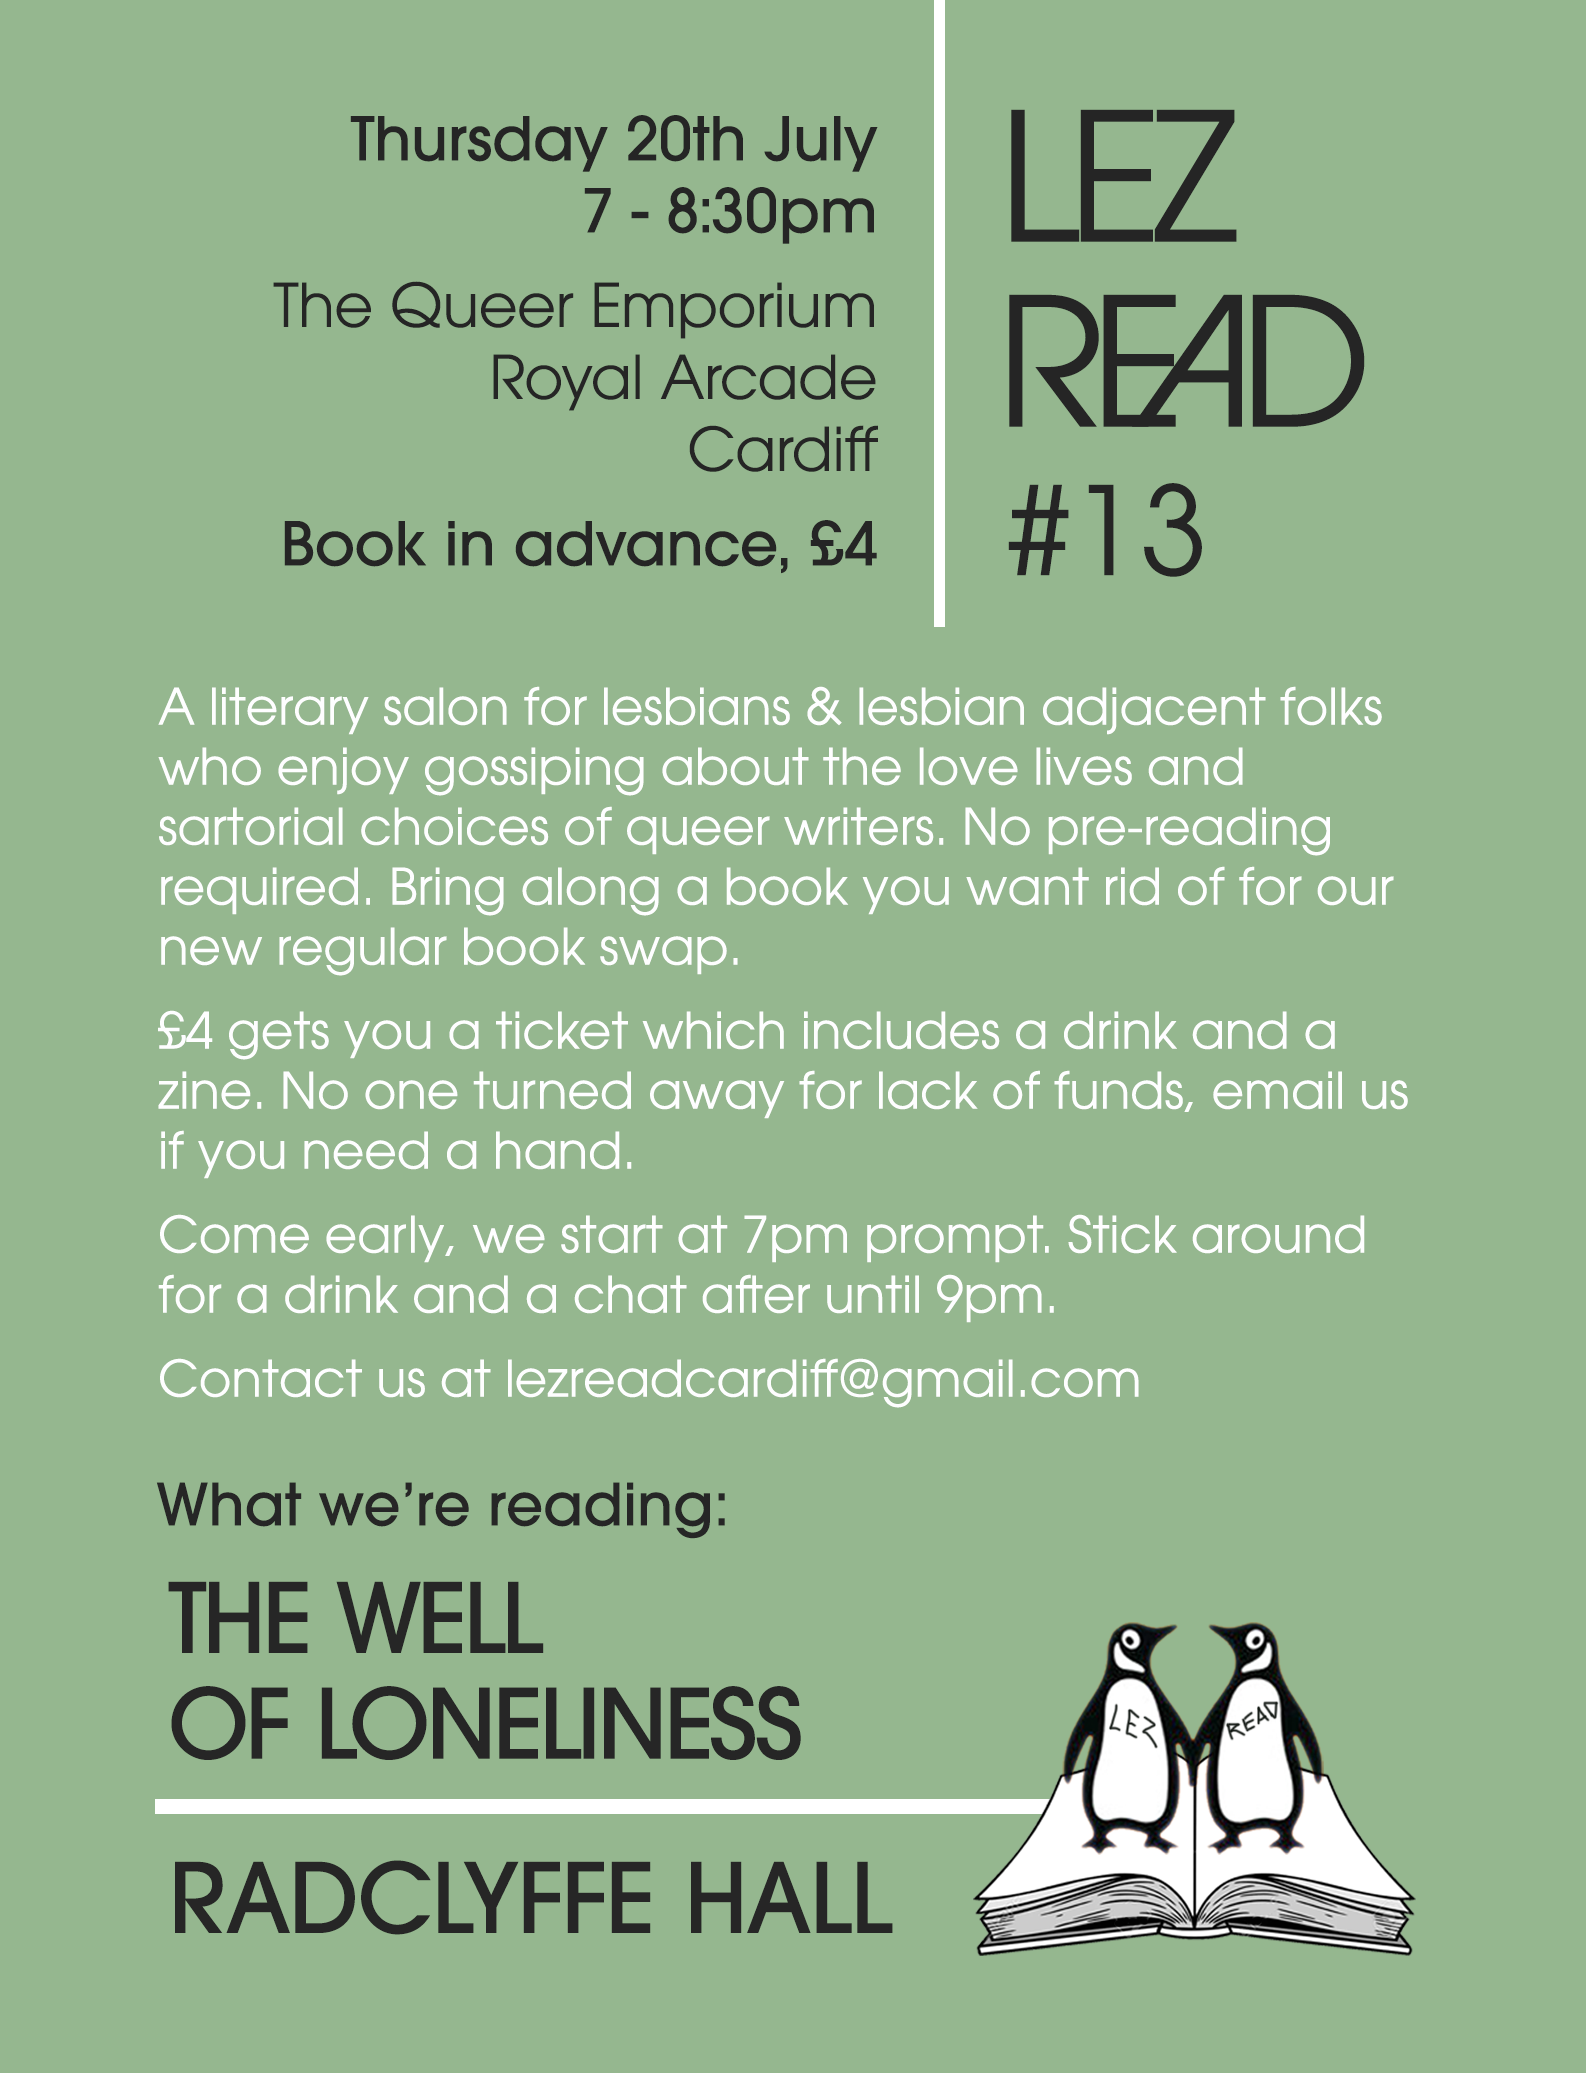 Thursday 20th July
7 - 8:30pm
The Queer Emporium
Royal Arcade
Cardiff
Book in advance, £4
LEZ
READ
#13
A literary salon for lesbians & lesbian adjacent folks
who enjoy gossiping about the love lives and
sartorial choices of queer writers. No pre-reading
required. Bring along a book you want rid of for our
new regular book swap.
£4 gets you a ticket which includes a drink and a
zine. No one turned away for lack of funds, email us
if you need a hand.
Come early, we start at 7pm prompt. Stick around
for a drink and a chat after until 9pm.
Contact us at lezreadcardiff@gmail.com
What we’re reading:
THE WELL
OF LONELINESS
RADCLYFFE HALL
LEZ
READ